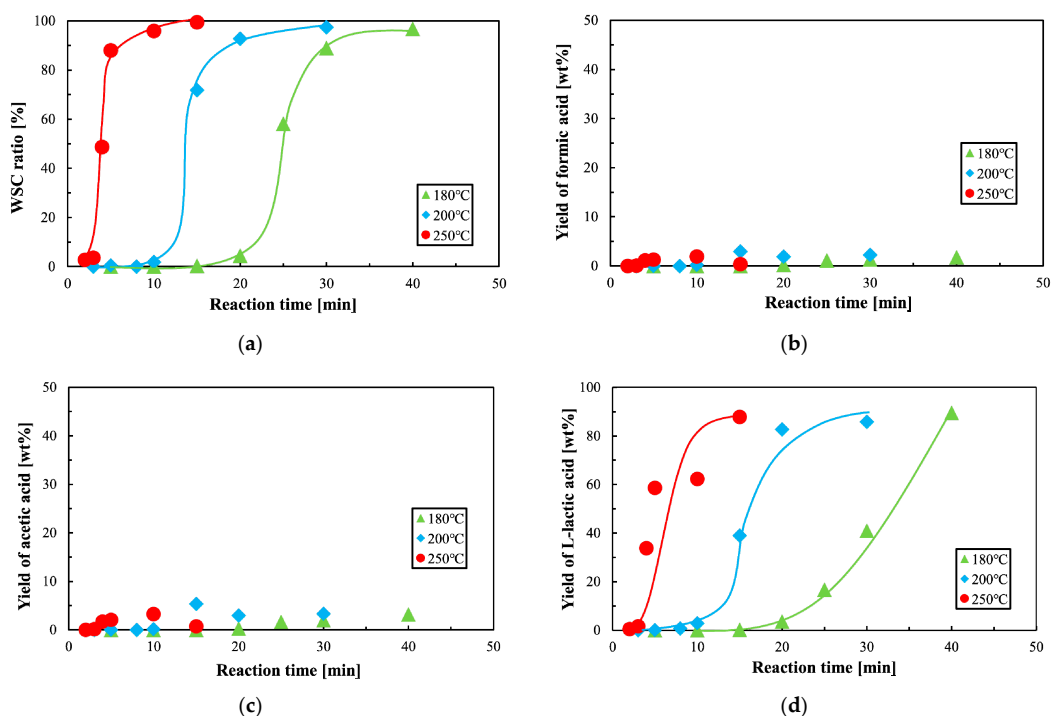 100
80
60
40
20
0
WSC ratio [%]
180℃
200℃
250℃
0 10 20 30 40 50
Reaction time [min]
(a)
50
40
30
20
10
0
Yield of formic acid [wt%]
180℃
200℃
250℃
0 10 20 30 40 50
Reaction time [min]
(b)
50
40
30
20
10
0
Yield of acetic acid [wt%]
180℃
200℃
250℃
0 10 20 30 40 50
Reaction time [min]
(c)
100
80
60
40
20
0
Yield of L-lactic acid [wt%]
180℃
200℃
250℃
0 10 20 30 40 50
Reaction time [min]
(d)